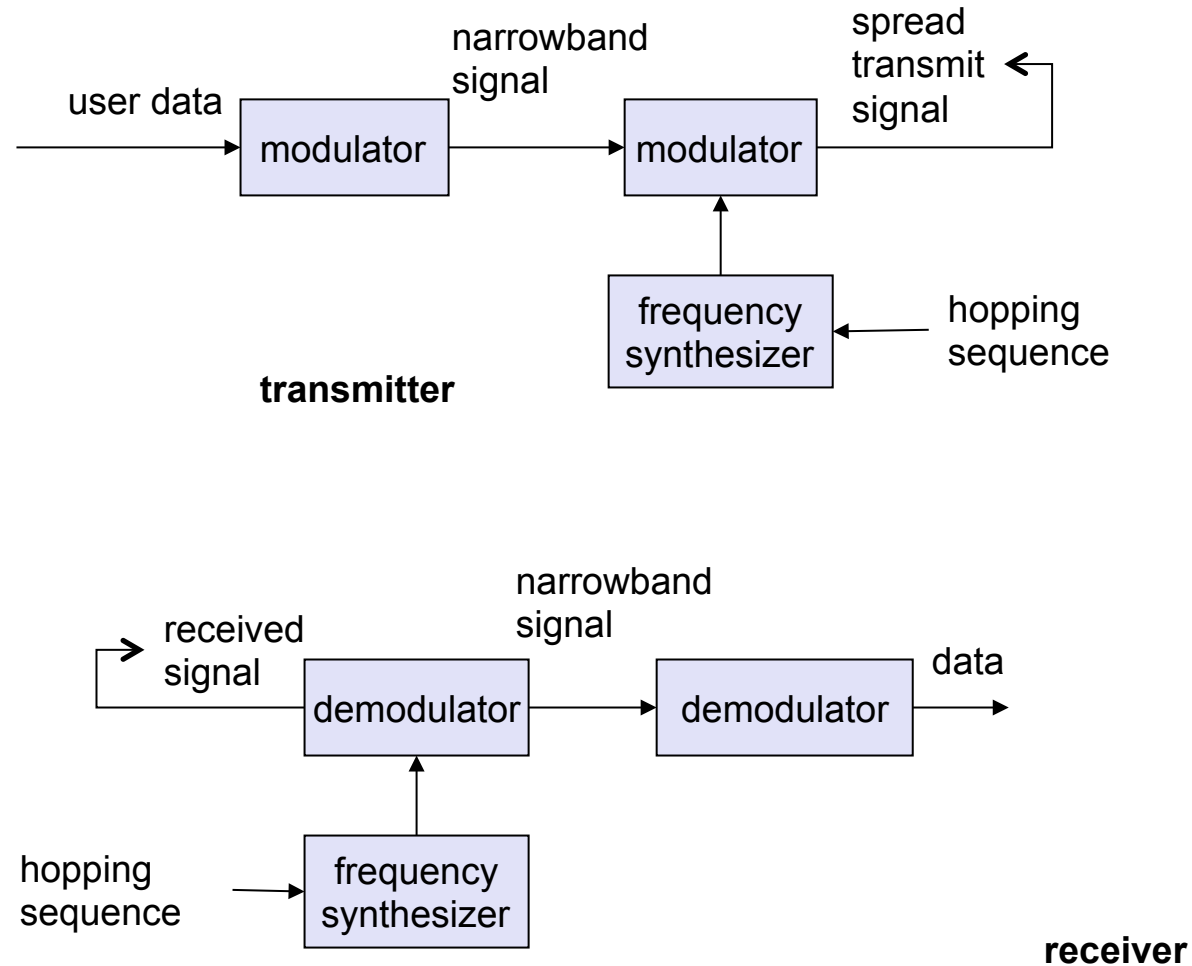 user data
modulator
narrowband
signal
modulator
spread
transmit
signal
frequency
synthesizer
hopping
sequence
transmitter
received
signal
demodulator
narrowband
signal
demodulator
data
hopping
sequence
frequency
synthesizer
receiver